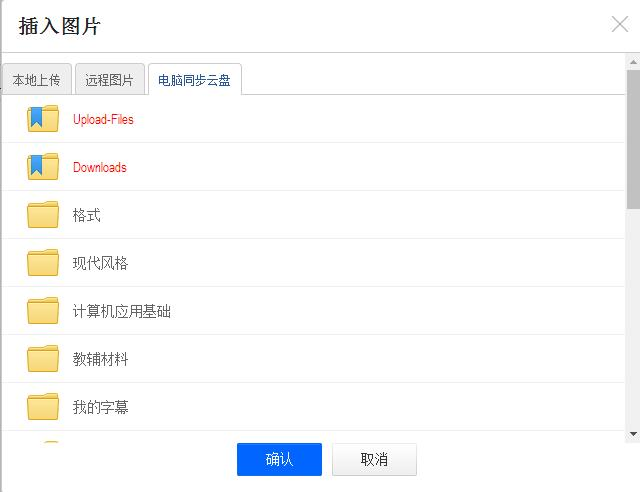 插入图片
本地上传 远程图片 电脑同步云盘
Upload-Files
Downloads
格式
现代风格
计算机应用基础
教辅材料
我的字幕
确认 取消